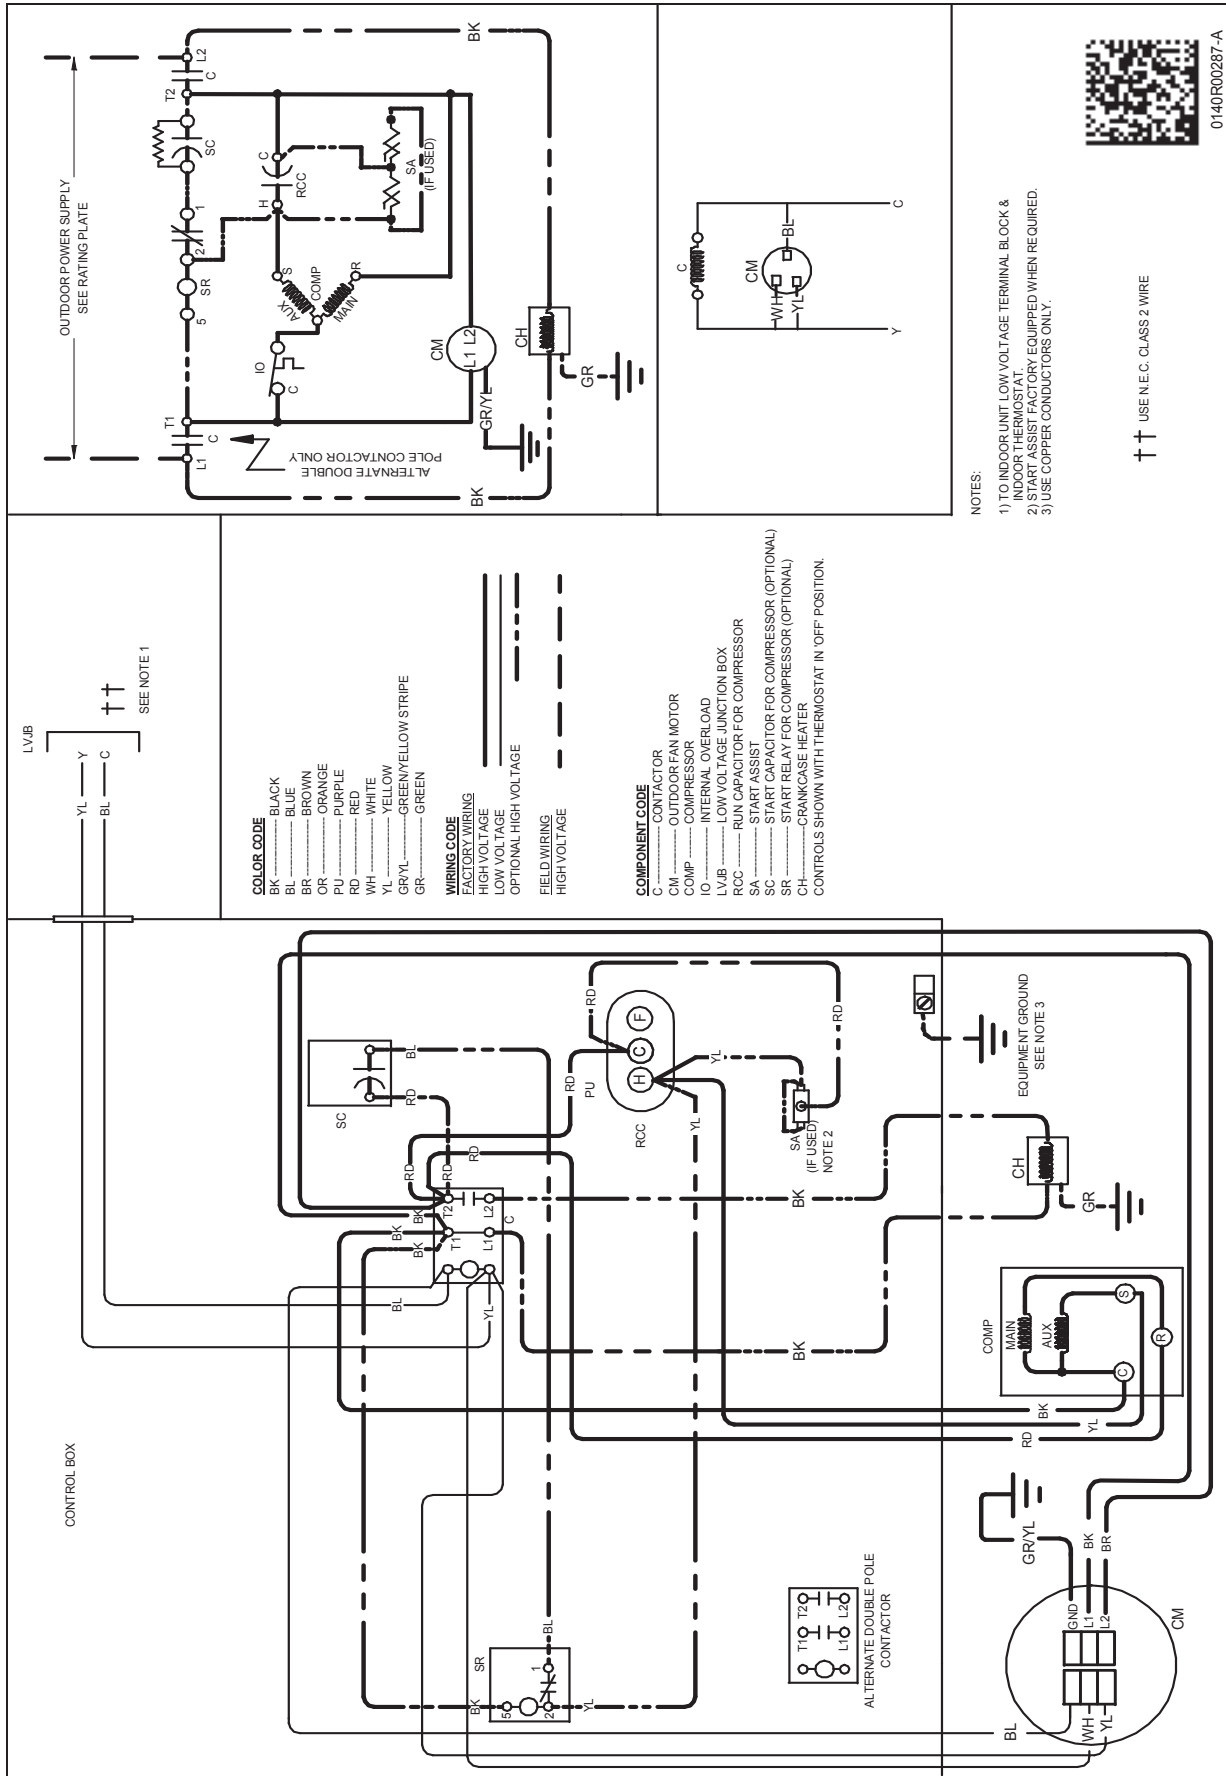 CONTROL BOX
LVJB
YL
Y
BL
C
††
SEE NOTE 1
SC
RD
BL
RD
RD
RD
BK
BK
BK
T2
L2
T1
L1
C
BL
YL
RD
PU
RCC
H
C
F
RD
RD
YL
YL
SA
(IF USED)
NOTE 2
BK
BK
BL
SR
BK
5
1
2
YL
T1
T2
L1
L2
ALTERNATE DOUBLE POLE
CONTACTOR
EQUIPMENT GROUND
SEE NOTE 3
CH
GR
COMP
MAIN
AUX
C
S
R
BK
YL
RD
GR/YL
BK
BR
GND
L1
L2
CM
BL
WH
YL
COLOR CODE
BK ---------- BLACK
BL ---------- BLUE
BR ---------- BROWN
OR ---------- ORANGE
PU ---------- PURPLE
RD ---------- RED
WH ---------- WHITE
YL ---------- YELLOW
GR/YL ---------- GREEN/YELLOW STRIPE
GR ---------- GREEN
WIRING CODE
FACTORY WIRING
HIGH VOLTAGE
LOW VOLTAGE
OPTIONAL HIGH VOLTAGE
FIELD WIRING
HIGH VOLTAGE
COMPONENT CODE
C ---------- CONTACTOR
CM ---------- OUTDOOR FAN MOTOR
COMP ---------- COMPRESSOR
IO ---------- INTERNAL OVERLOAD
LVJB ---------- LOW VOLTAGE JUNCTION BOX
RCC ---------- RUN CAPACITOR FOR COMPRESSOR
SA ---------- START ASSIST
SC ---------- START CAPACITOR FOR COMPRESSOR (OPTIONAL)
SR ---------- START RELAY FOR COMPRESSOR (OPTIONAL)
CH ---------- CRANKCASE HEATER
CONTROLS SHOWN WITH THERMOSTAT IN 'OFF' POSITION.
OUTDOOR POWER SUPPLY
SEE RATING PLATE
L1
C
T1
5
SR
2
1
SC
T2
C
L2
ALTERNATE DOUBLE
POLE CONTACTOR ONLY
C
IO
AUX
S
COMP
MAIN
R
H
C
RCC
SA
(IF USED)
CM
L1 L2
GR/YL
CH
GR
BK
BK
C
CM
WH
YL
BL
Y
C
NOTES:
1) TO INDOOR UNIT LOW VOLTAGE TERMINAL BLOCK &
INDOOR THERMOSTAT.
2) START ASSIST FACTORY EQUIPPED WHEN REQUIRED.
3) USE COPPER CONDUCTORS ONLY.
†† USE N.E.C. CLASS 2 WIRE
0140R00287-A